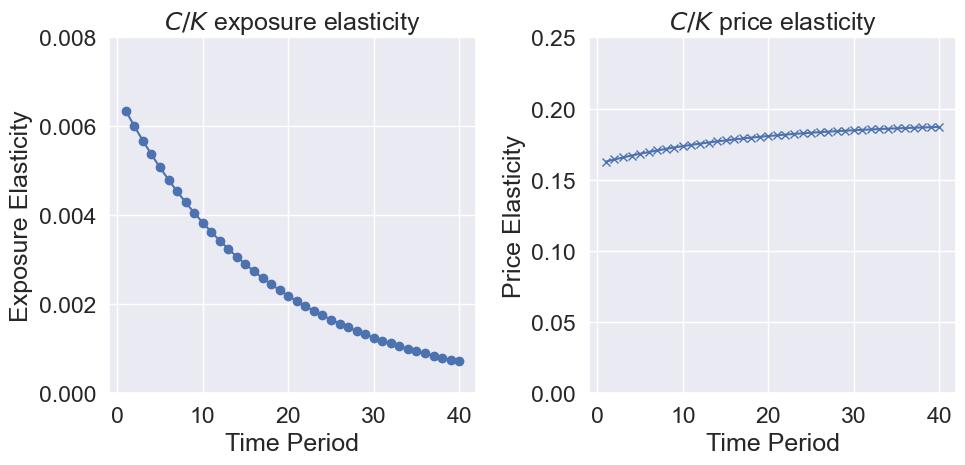 C/K exposure elasticity
0.008
0.006
0.004
0.002
0.000
Exposure Elasticity
0 10 20 30 40
Time Period
C/K price elasticity
0.25
0.20
0.15
0.10
0.05
0.00
Price Elasticity
0 10 20 30 40
Time Period